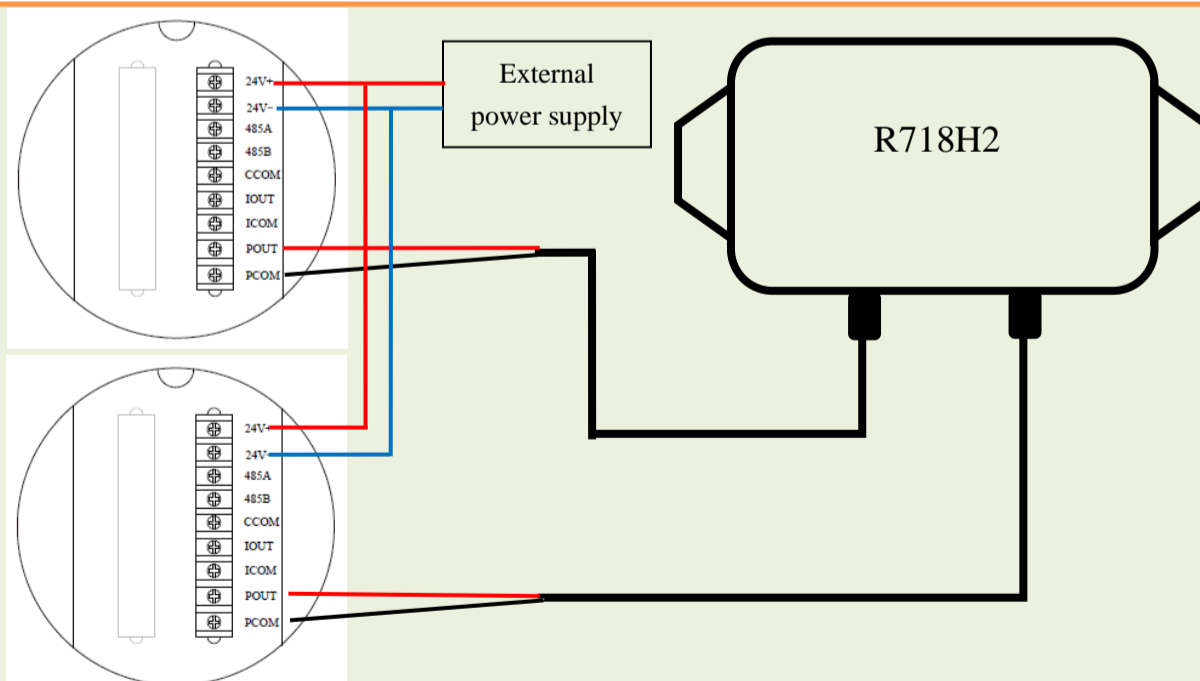 24V+
24V-
485A
485B
CCOM
IOUT
ICOM
POUT
PCOM
External
power supply
R718H2
24V+
24V-
485A
485B
CCOM
IOUT
ICOM
POUT
PCOM